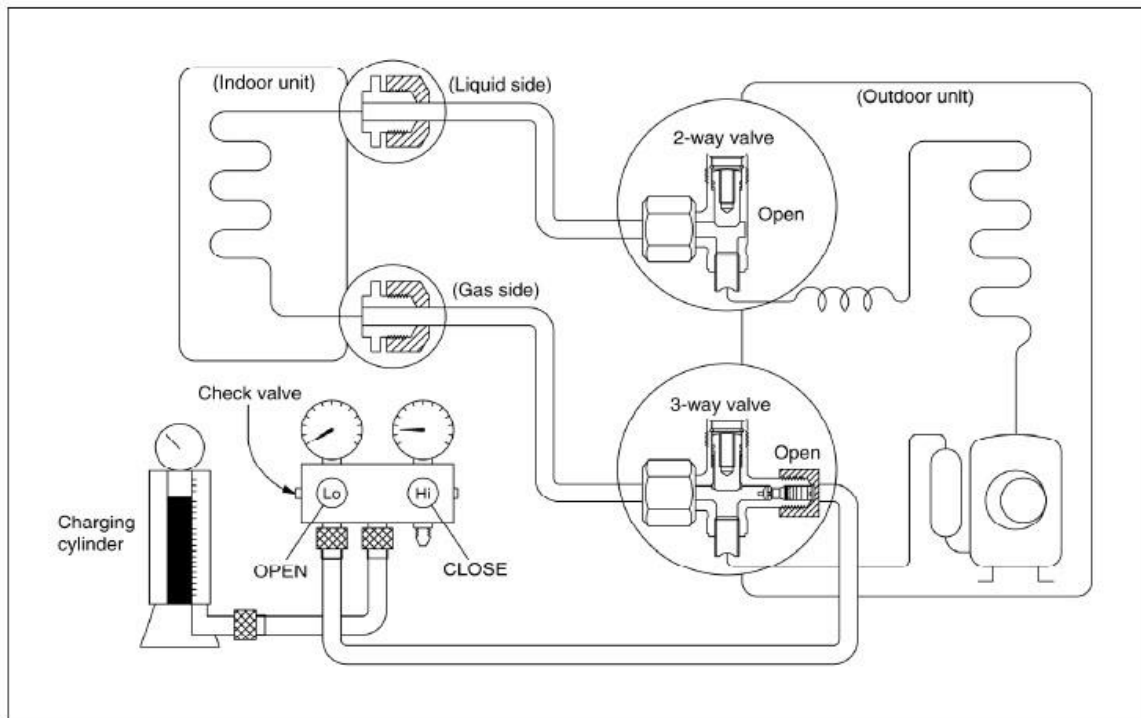 (Indoor unit)
(Liquid side)
(Outdoor unit)
2-way valve
Open
(Gas side)
Check valve
3-way valve
Open
Lo
Hi
Charging
cylinder
OPEN
CLOSE